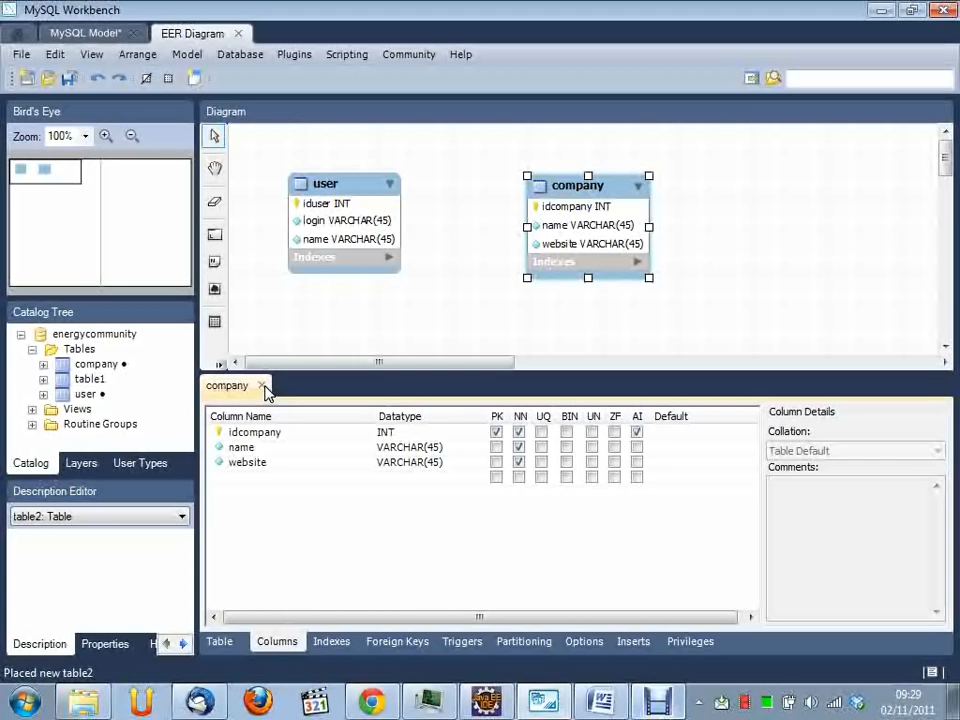 MySQL Workbench
MySQL Model*
EER Diagram
File Edit View Arrange Model Database Plugins Scripting Community Help
Bird's Eye
Zoom: 100%
Diagram
user
iduser INT
login VARCHAR(45)
name VARCHAR(45)
Indexes
company
idcompany INT
name VARCHAR(45)
website VARCHAR(45)
Indexes
Catalog Tree
energycommunity
Tables
company •
table1
user •
Views
Routine Groups
Catalog Layers User Types
Description Editor
table2: Table
Description Properties H
company
Column Name Datatype PK NN UQ BIN UN ZF AI Default
idcompany INT
name VARCHAR(45)
website VARCHAR(45)
Column Details
Collation:
Table Default
Comments:
Table Columns Indexes Foreign Keys Triggers Partitioning Options Inserts Privileges
Placed new table2
321
Java EE
IDE
09:29
02/11/2011